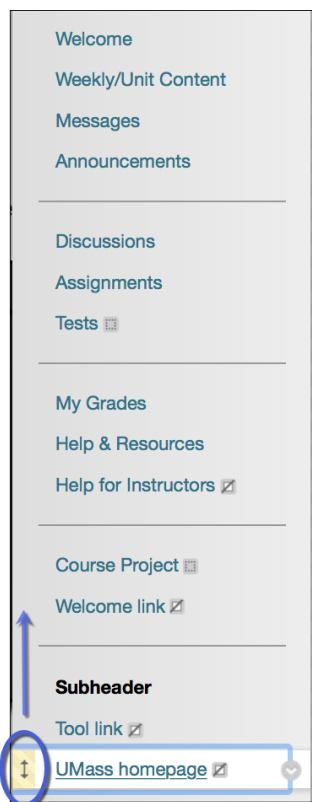 Welcome
Weekly/Unit Content
Messages
Announcements
Discussions
Assignments
Tests
My Grades
Help & Resources
Help for Instructors
Course Project
Welcome link
Subheader
Tool link
UMass homepage